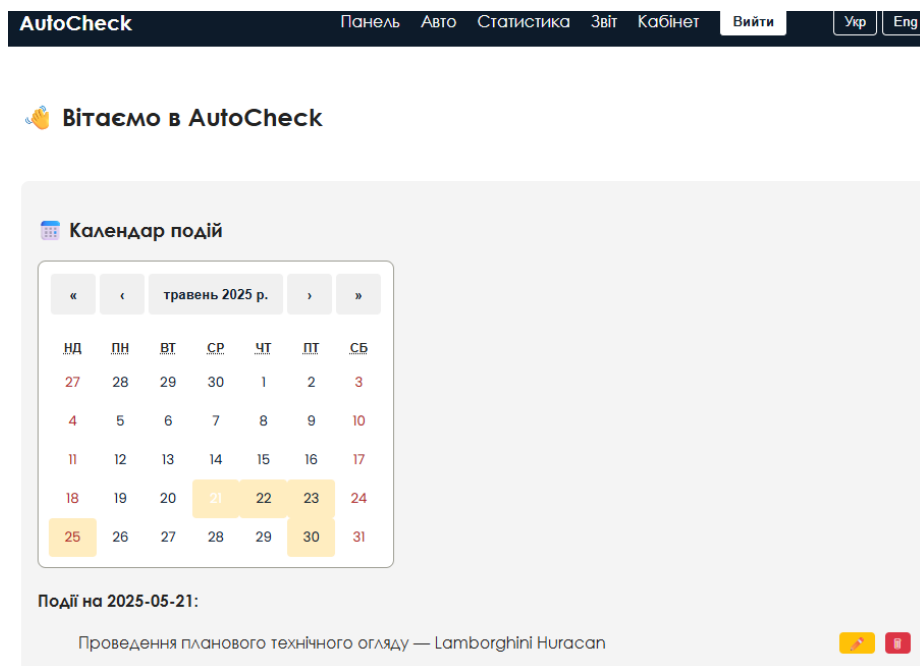 AutoCheck Панель Авто Статистика Звіт Кабінет Вийти Укр Eng
👋 Вітаємо в AutoCheck
Календар подій
« ‹ травень 2025 р. › »
НД ПН ВТ СР ЧТ ПТ СБ
27 28 29 30 1 2 3
4 5 6 7 8 9 10
11 12 13 14 15 16 17
18 19 20 21 22 23 24
25 26 27 28 29 30 31
Події на 2025-05-21:
Проведення планового технічного огляду — Lamborghini Huracan